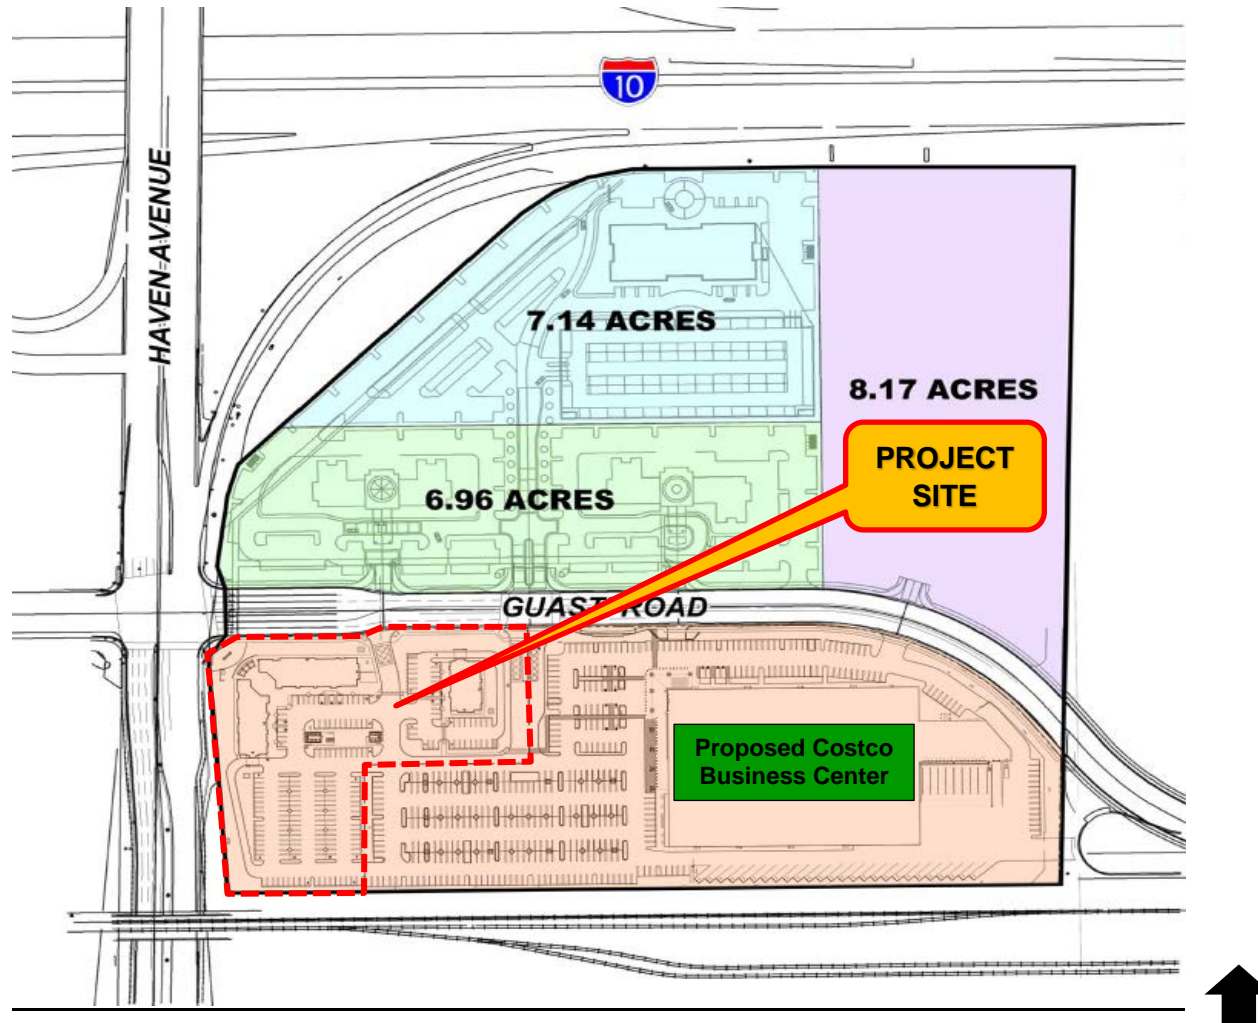 10
HAVEN AVENUE
7.14 ACRES
8.17 ACRES
PROJECT
SITE
6.96 ACRES
GUASTI ROAD
Proposed Costco
Business Center